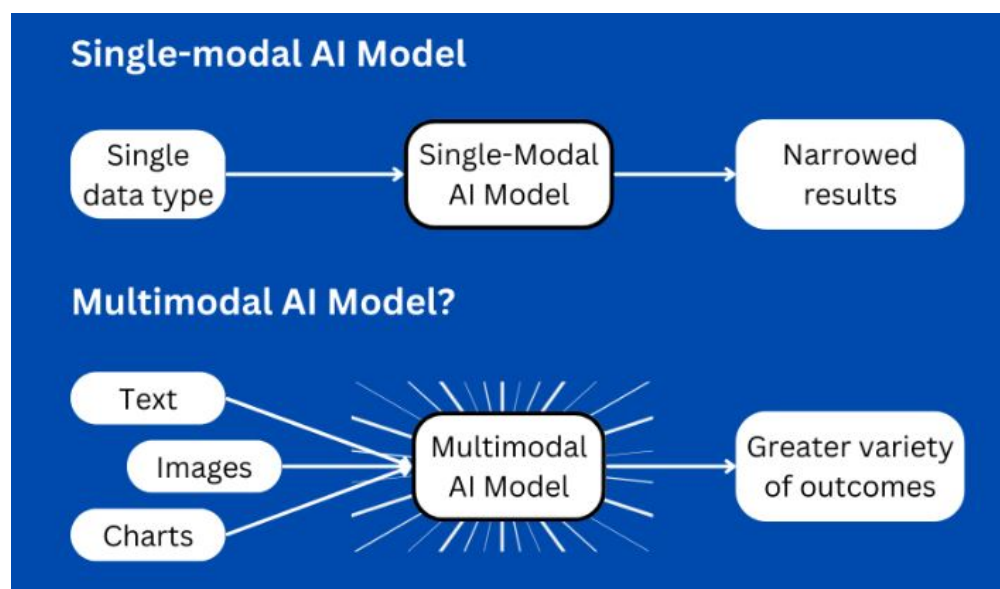 Single-modal AI Model
Single
data type
Single-Modal
AI Model
Narrowed
results
Multimodal AI Model?
Text
Images
Charts
Multimodal
AI Model
Greater variety
of outcomes